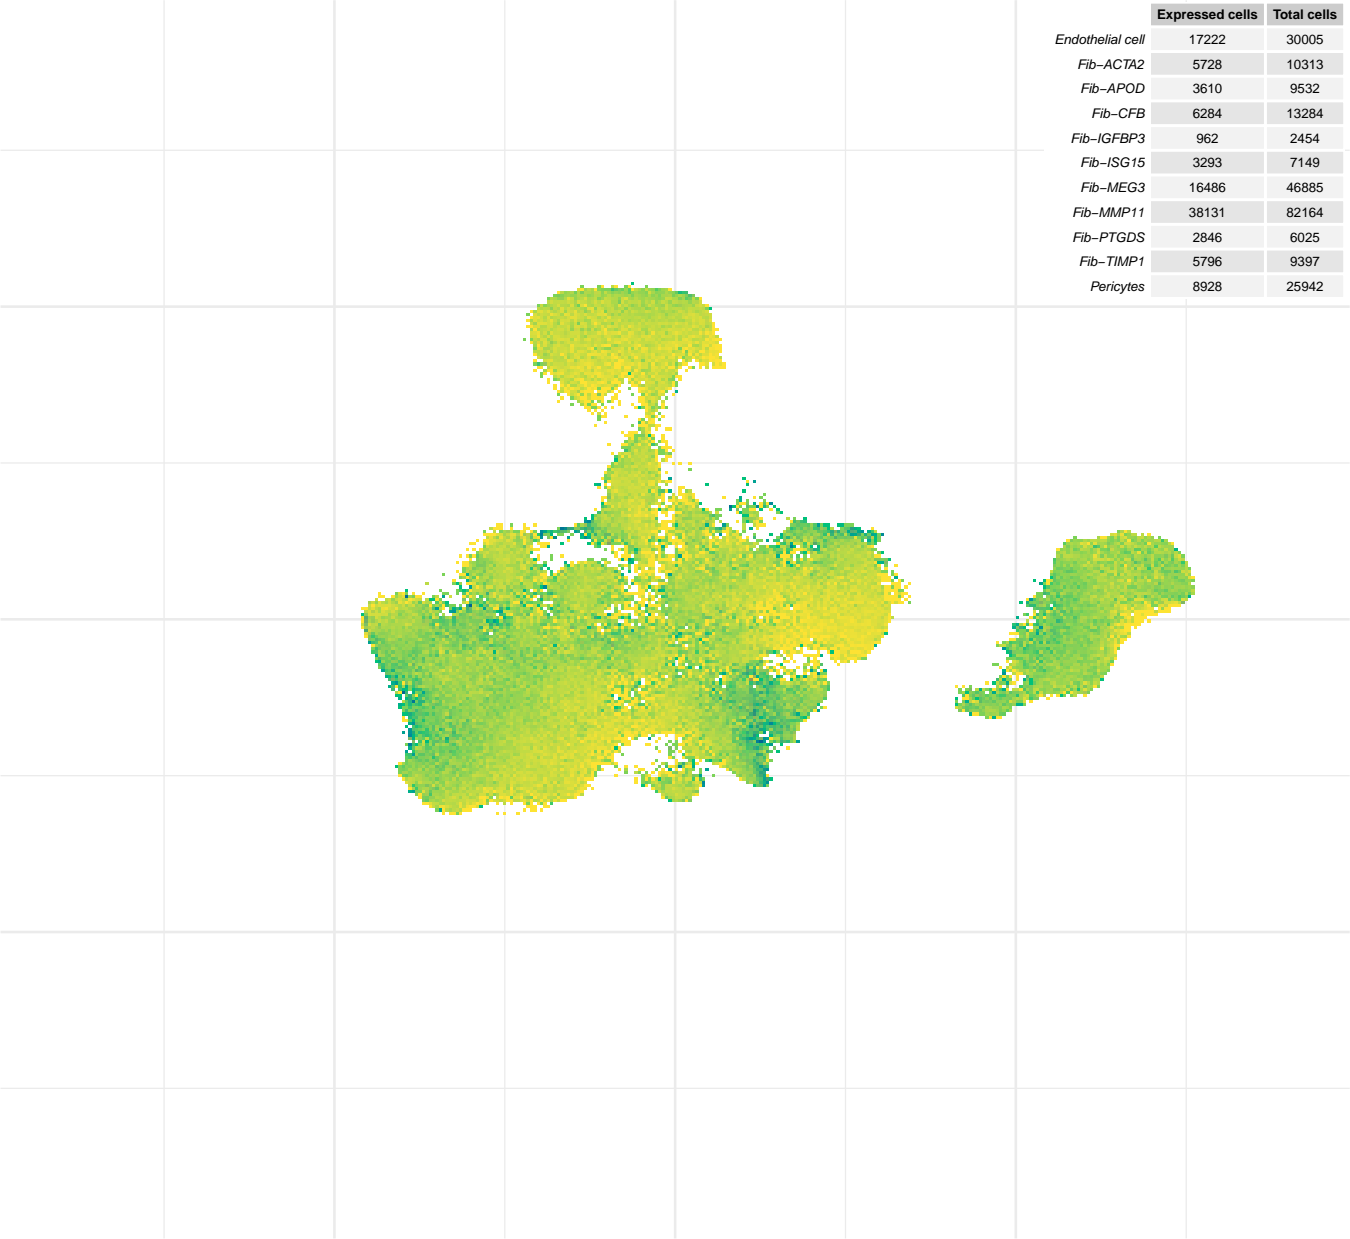 Expressed cells Total cells
Endothelial cell 17222 30005
Fib−ACTA2 5728 10313
Fib−APOD 3610 9532
Fib−CFB 6284 13284
Fib−IGFBP3 962 2454
Fib−ISG15 3293 7149
Fib−MEG3 16486 46885
Fib−MMP11 38131 82164
Fib−PTGDS 2846 6025
Fib−TIMP1 5796 9397
Pericytes 8928 25942